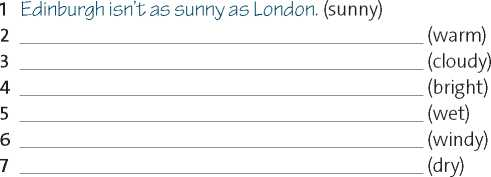 1 Edinburgh isn't as sunny as London. (sunny)
2 (warm)
3 (cloudy)
4 (bright)
5 (wet)
6 (windy)
7 (dry)